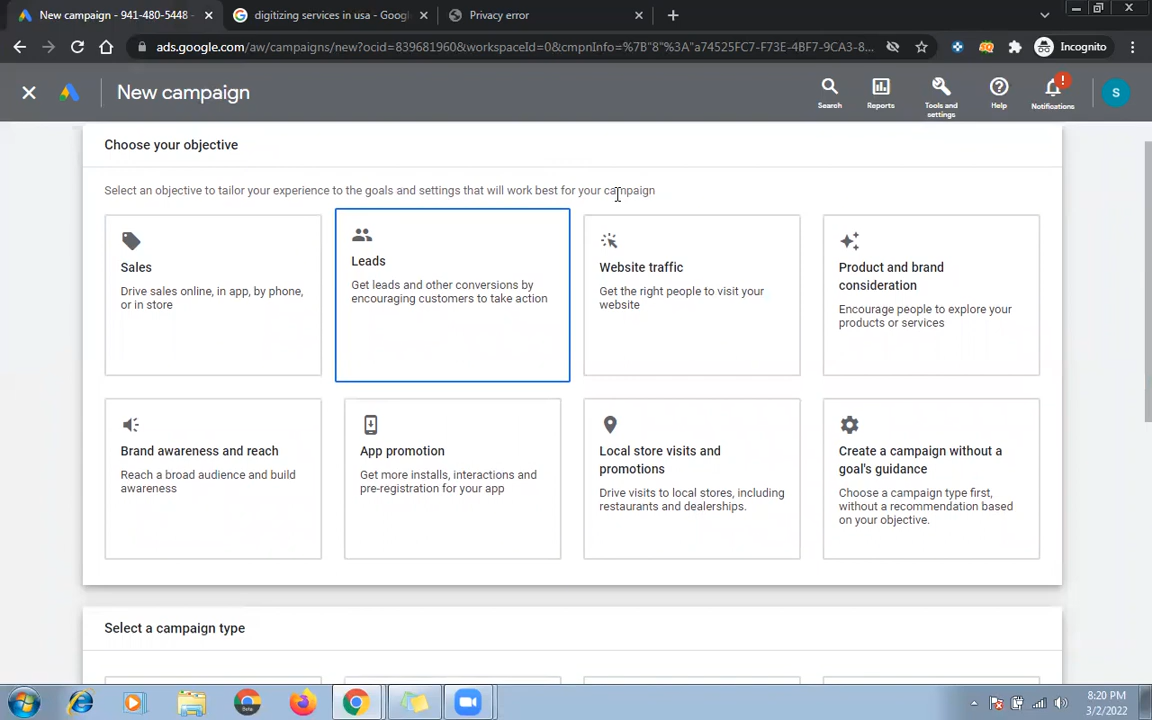 New campaign - 941-480-5448 -
digitizing services in usa - Googl
Privacy error
ads.google.com/aw/campaigns/new?ocid=839681960&workspaceId=0&cmpnInfo=%7B"8"%3A"a74525FC7-F73E-4BF7-9CA3-8...
Incognito
New campaign
Search
Reports
Tools and
settings
Help
Notifications
S
Choose your objective
Select an objective to tailor your experience to the goals and settings that will work best for your campaign
Sales
Drive sales online, in app, by phone,
or in store
Leads
Get leads and other conversions by
encouraging customers to take action
Website traffic
Get the right people to visit your
website
Product and brand
consideration
Encourage people to explore your
products or services
Brand awareness and reach
Reach a broad audience and build
awareness
App promotion
Get more installs, interactions and
pre-registration for your app
Local store visits and
promotions
Drive visits to local stores, including
restaurants and dealerships.
Create a campaign without a
goal's guidance
Choose a campaign type first,
without a recommendation based
on your objective.
Select a campaign type
Beta
8:20 PM
3/2/2022